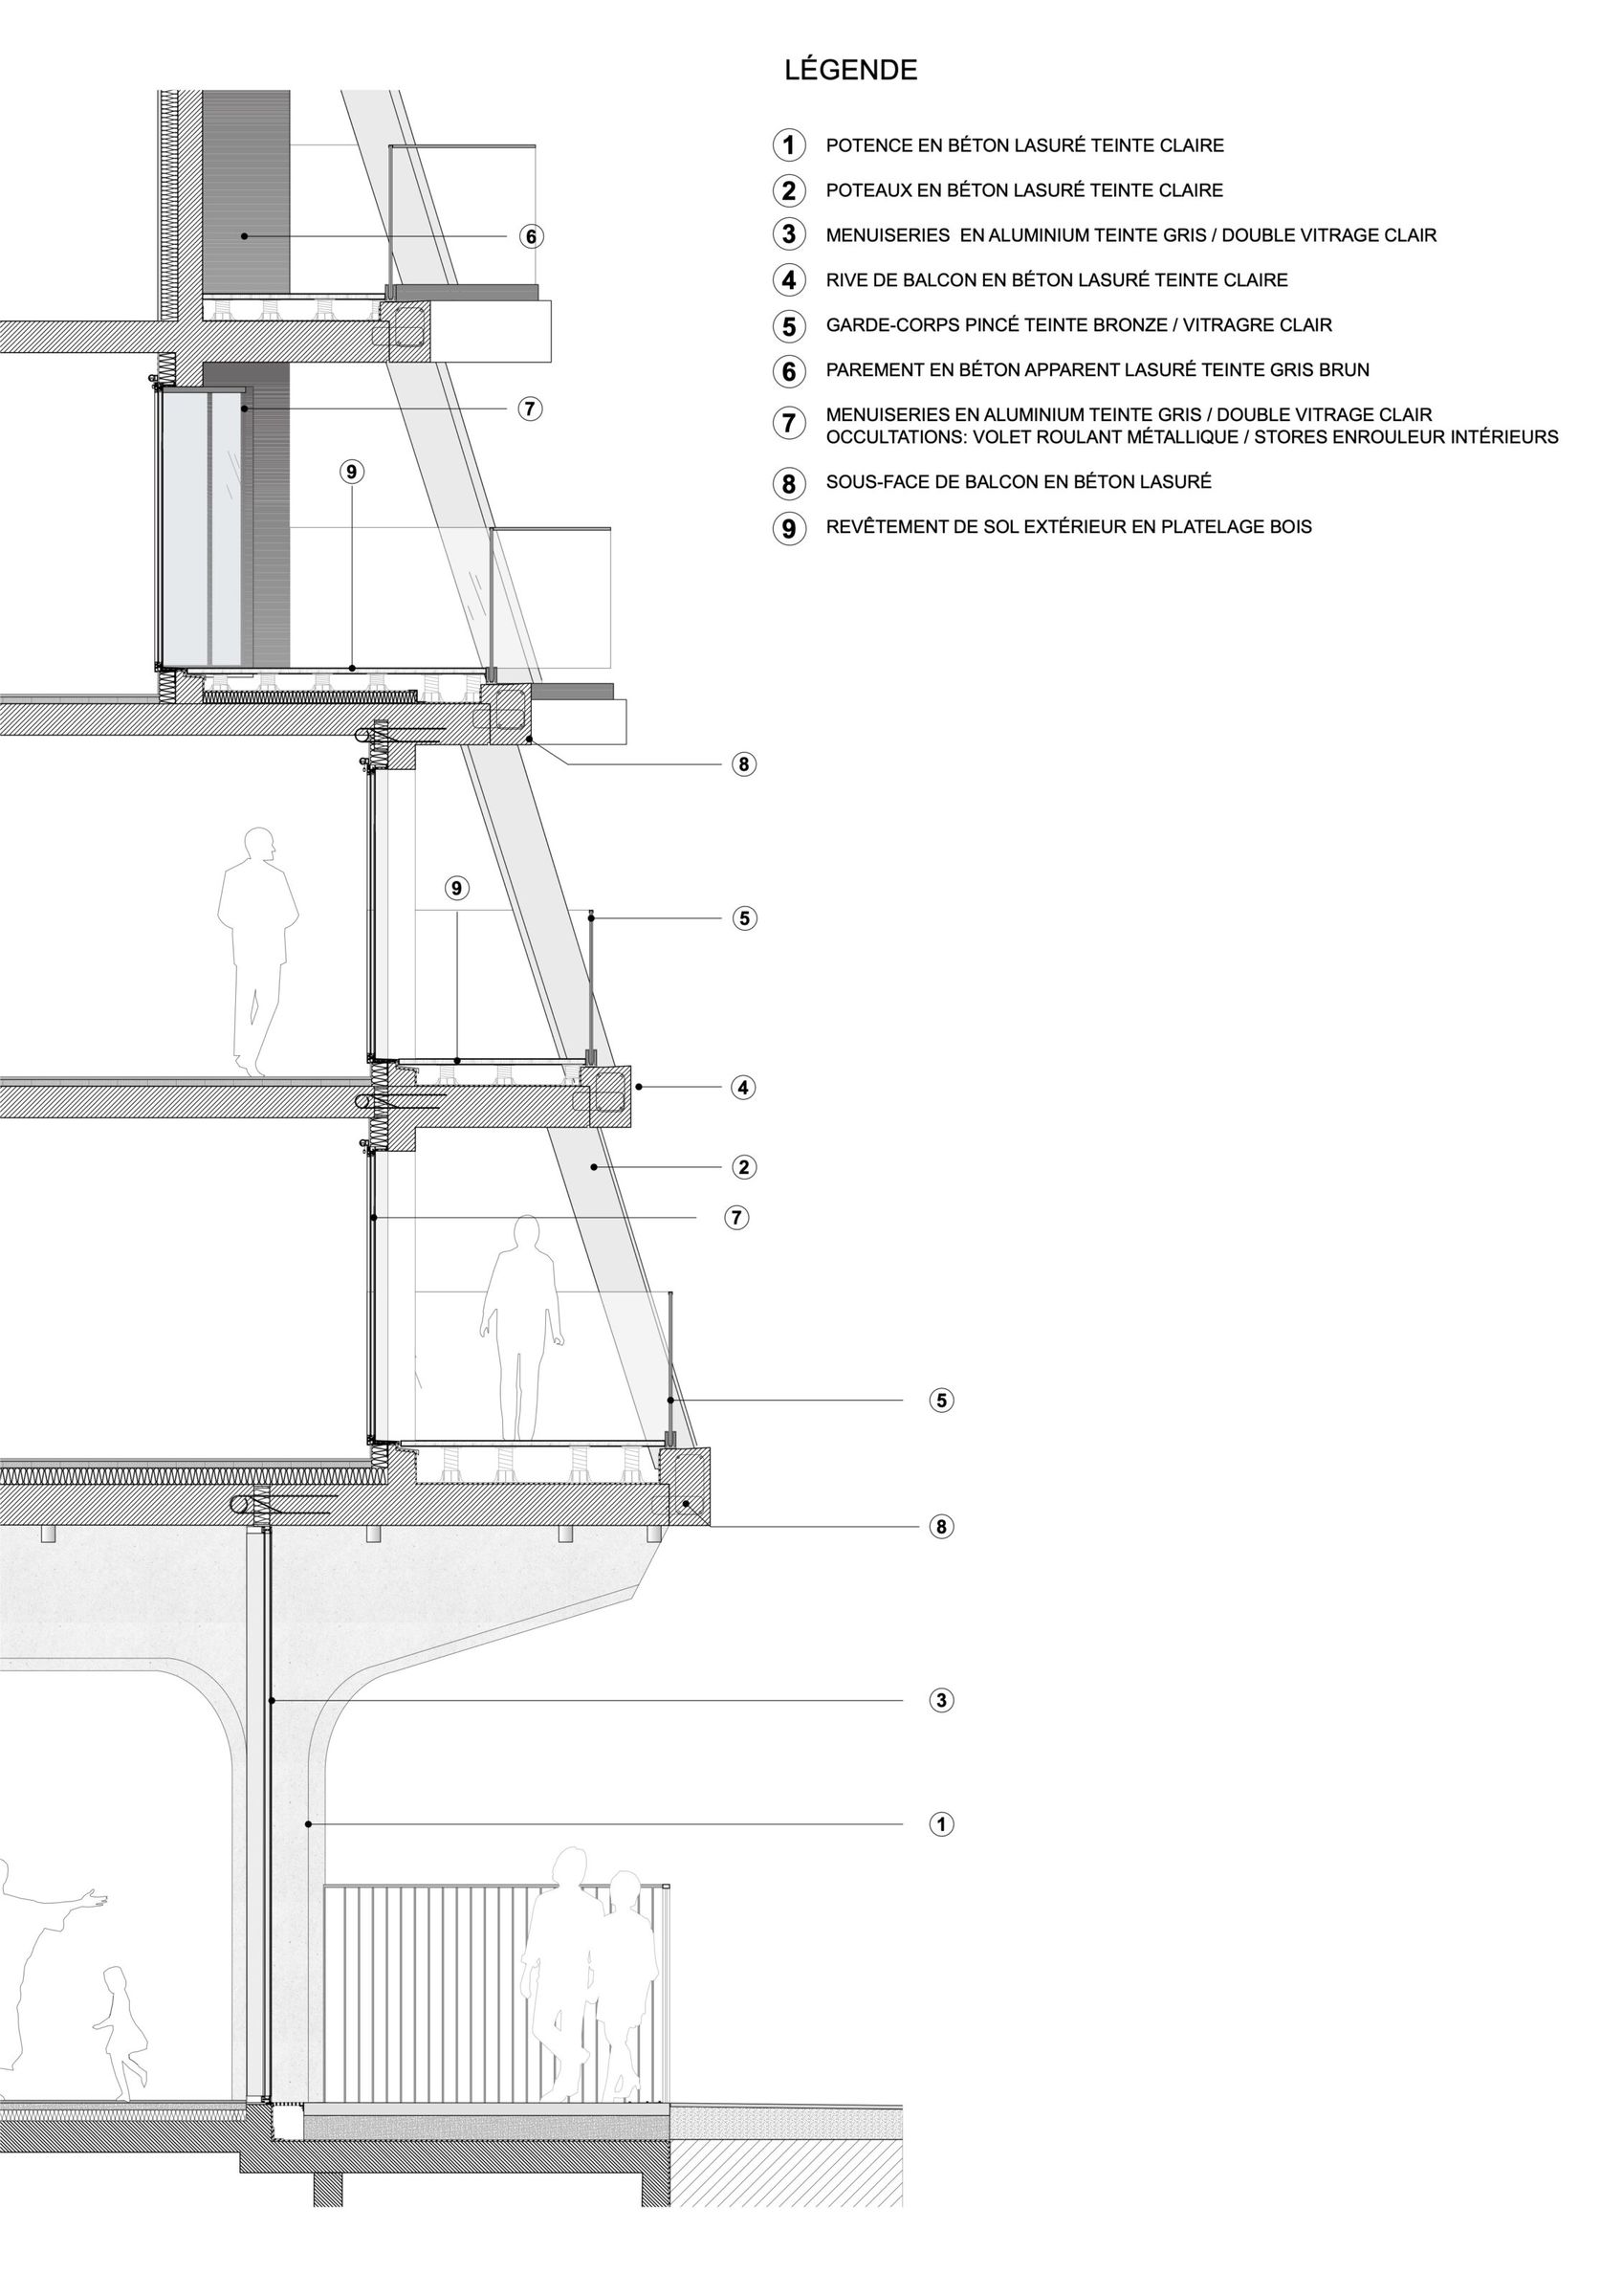 LÉGENDE
1 POTENCE EN BÉTON LASURÉ TEINTE CLAIRE
2 POTEAUX EN BÉTON LASURÉ TEINTE CLAIRE
3 MENUISERIES EN ALUMINIUM TEINTE GRIS / DOUBLE VITRAGE CLAIR
4 RIVE DE BALCON EN BÉTON LASURÉ TEINTE CLAIRE
5 GARDE-CORPS PINCÉ TEINTE BRONZE / VITRAGRE CLAIR
6 PAREMENT EN BÉTON APPARENT LASURÉ TEINTE GRIS BRUN
7 MENUISERIES EN ALUMINIUM TEINTE GRIS / DOUBLE VITRAGE CLAIR
OCCULTATIONS: VOLET ROULANT MÉTALLIQUE / STORES ENROULEUR INTÉRIEURS
8 SOUS-FACE DE BALCON EN BÉTON LASURÉ
9 REVÊTEMENT DE SOL EXTÉRIEUR EN PLATELAGE BOIS
6
7
9
8
9
5
4
2
7
5
8
3
1